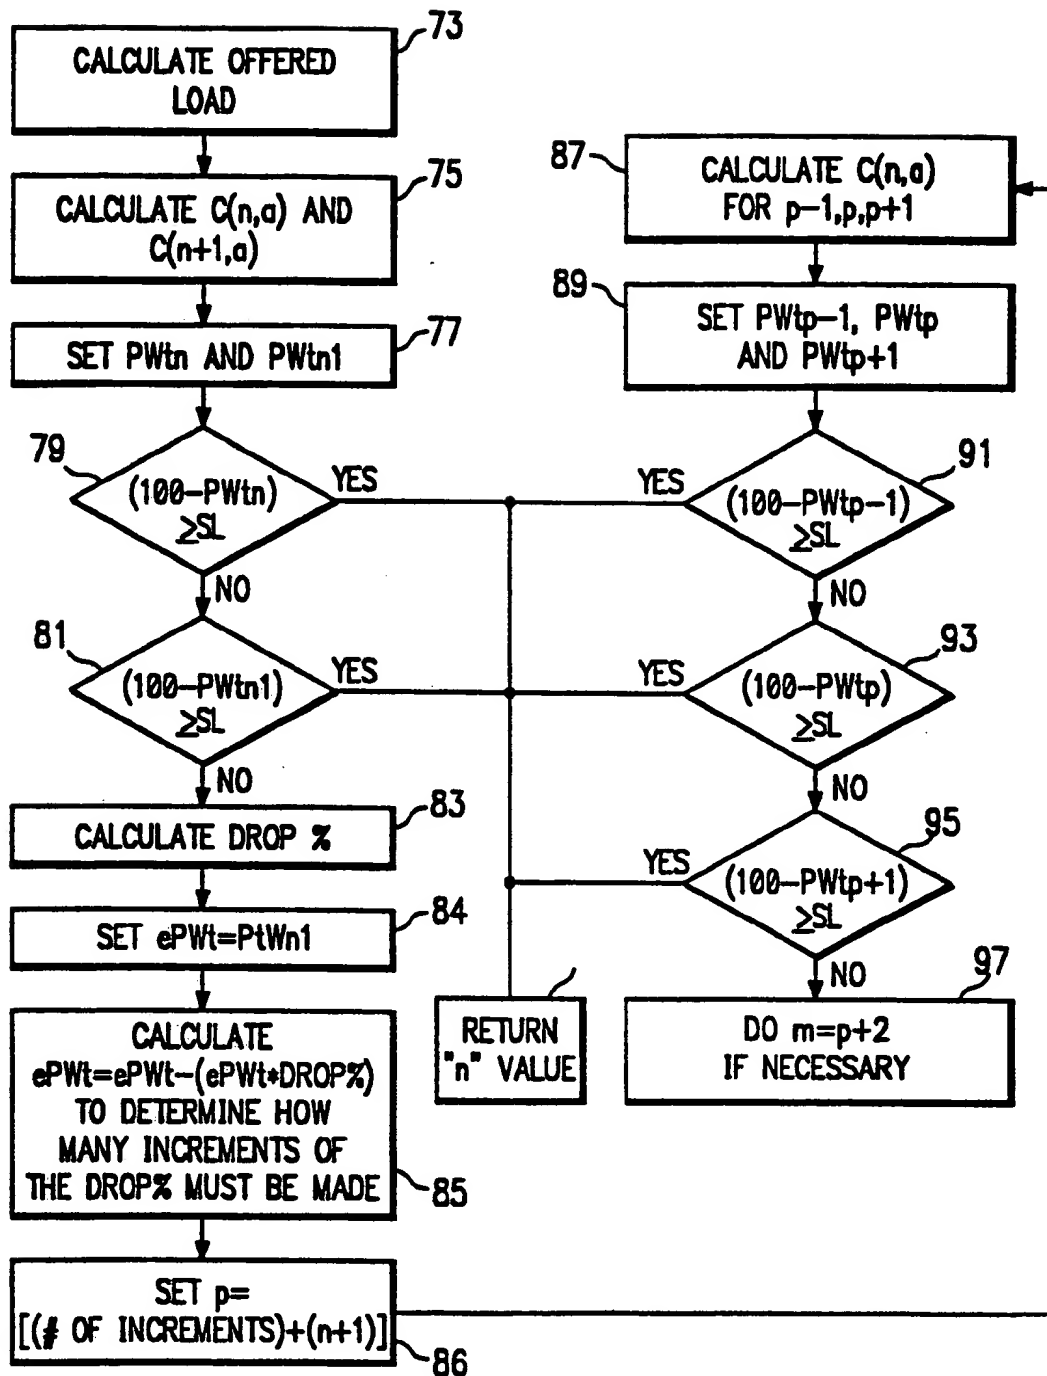 73
CALCULATE OFFERED
LOAD
75
CALCULATE C(n,a) AND
C(n+1,a)
77
SET PWtn AND PWtn1
79
(100-PWtn)
≥SL
YES
NO
81
(100-PWtn1)
≥SL
YES
NO
83
CALCULATE DROP %
84
SET ePWt=PtWn1
CALCULATE
ePWt=ePWt-(ePWt*DROP%)
TO DETERMINE HOW
MANY INCREMENTS OF
THE DROP% MUST BE MADE
85
SET p=
[(# OF INCREMENTS)+(n+1)]
86
87
CALCULATE C(n,a)
FOR p-1,p,p+1
89
SET PWtp-1, PWtp
AND PWtp+1
91
YES
(100-PWtp-1)
≥SL
NO
93
YES
(100-PWtp)
≥SL
NO
95
YES
(100-PWtp+1)
≥SL
NO
97
RETURN
"n" VALUE
DO m=p+2
IF NECESSARY